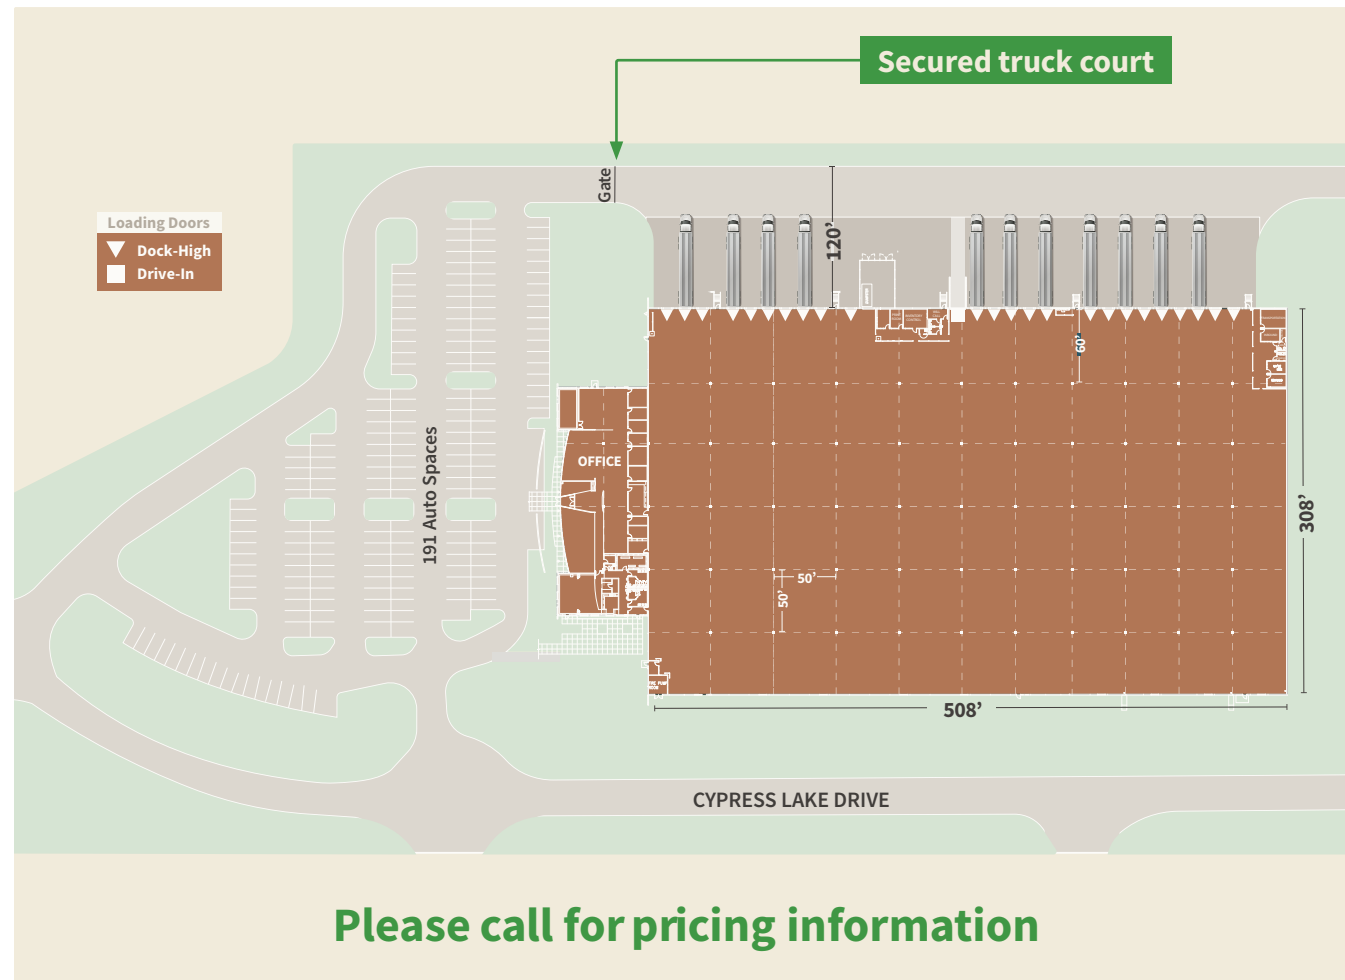 Secured truck court
Gate
Loading Doors
Dock-High
Drive-In
120’
60’
OFFICE
191 Auto Spaces
308’
50’
50’
508’
CYPRESS LAKE DRIVE
Please call for pricing information